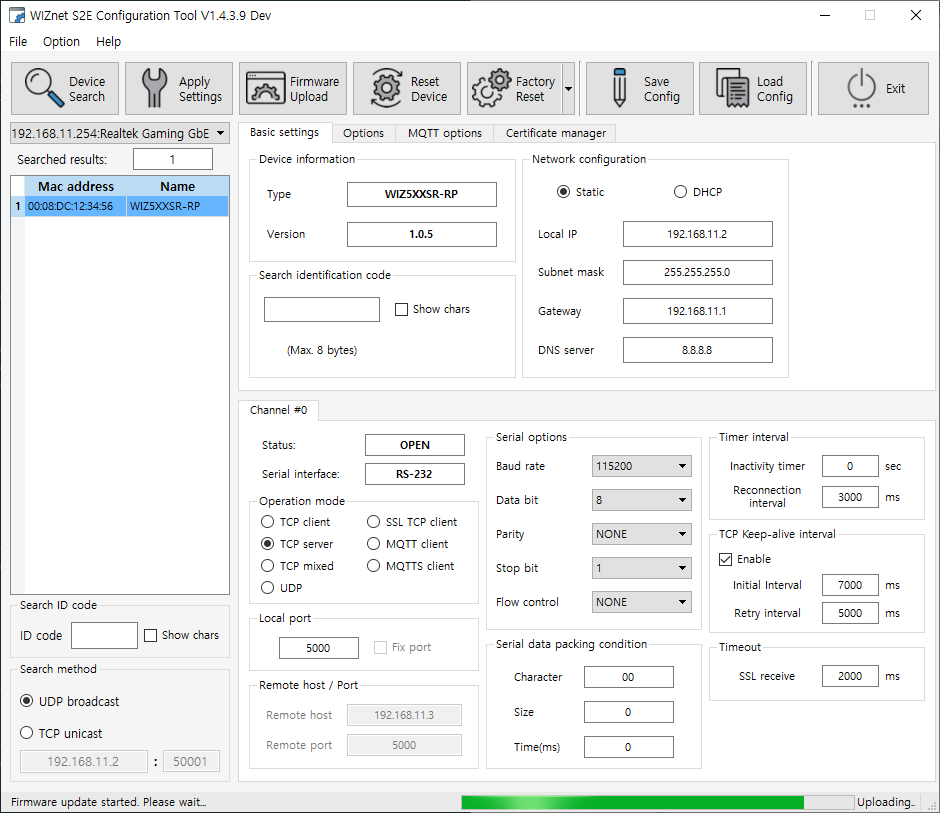 WIZnet S2E Configuration Tool V1.4.3.9 Dev
File Option Help
Device Search
Apply Settings
Firmware Upload
Reset Device
Factory Reset
Save Config
Load Config
Exit
192.168.11.254:Realtek Gaming GbE
Searched results: 1
Mac address Name
1 00:08:DC:12:34:56 WIZ5XXSR-RP
Search ID code
ID code Show chars
Search method
UDP broadcast
TCP unicast
192.168.11.2 : 50001
Basic settings Options MQTT options Certificate manager
Device information
Type WIZ5XXSR-RP
Version 1.0.5
Search identification code
Show chars
(Max. 8 bytes)
Network configuration
Static DHCP
Local IP 192.168.11.2
Subnet mask 255.255.255.0
Gateway 192.168.11.1
DNS server 8.8.8.8
Channel #0
Status: OPEN
Serial interface: RS-232
Operation mode
TCP client SSL TCP client
TCP server MQTT client
TCP mixed MQTTS client
UDP
Local port
5000 Fix port
Remote host / Port
Remote host 192.168.11.3
Remote port 5000
Serial options
Baud rate 115200
Data bit 8
Parity NONE
Stop bit 1
Flow control NONE
Serial data packing condition
Character 00
Size 0
Time(ms) 0
Timer interval
Inactivity timer 0 sec
Reconnection
interval 3000 ms
TCP Keep-alive interval
Enable
Initial Interval 7000 ms
Retry interval 5000 ms
Timeout
SSL receive 2000 ms
Firmware update started. Please wait...
Uploading..